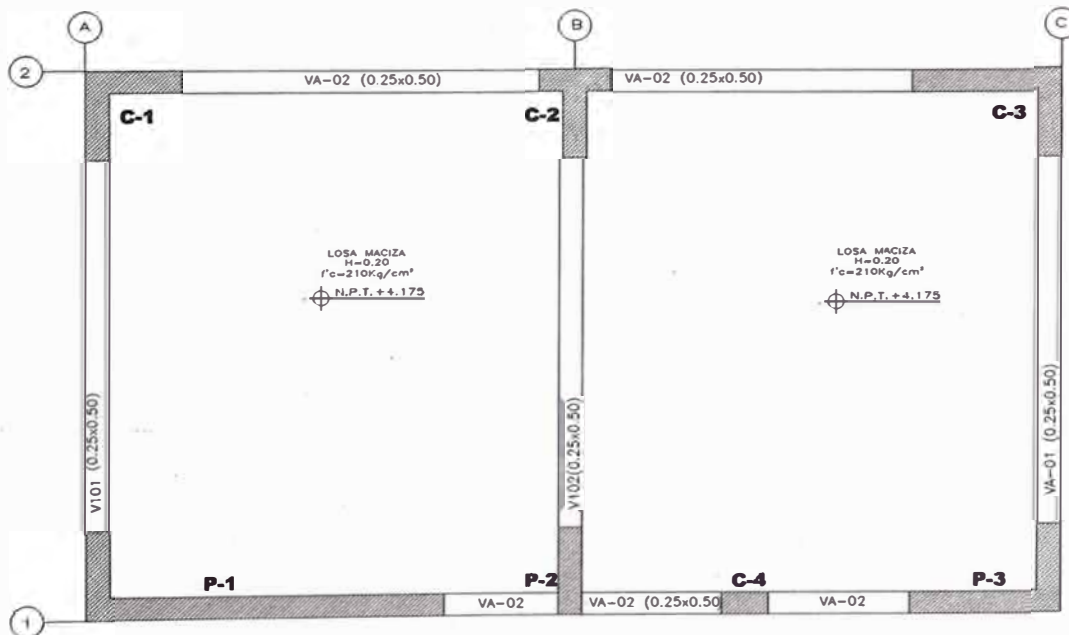 A
B
C
2
VA-02 (0.25x0.50)
VA-02 (0.25x0.50)
C-1
C-2
C-3
LOSA MACIZA
H=0.20
f'c=210Kg/cm²
N.P.T. +4.175
LOSA MACIZA
H=0.20
f'c=210Kg/cm²
N.P.T. +4.175
V101 (0.25x0.50)
V102(0.25x0.50)
VA-01 (0.25x0.50)
P-1
P-2
C-4
P-3
VA-02
VA-02 (0.25x0.50)
VA-02
1